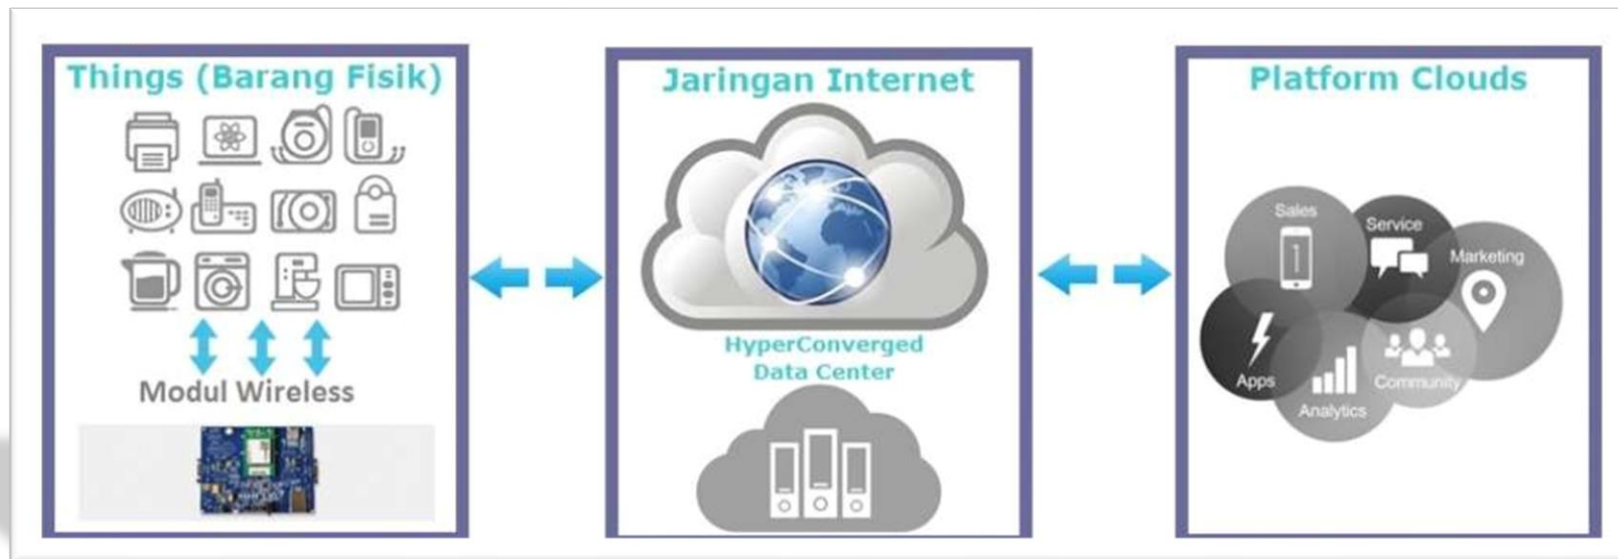 Things (Barang Fisik)
Modul Wireless
Jaringan Internet
HyperConverged
Data Center
Platform Clouds
Sales
Service
Marketing
Apps
Analytics
Community